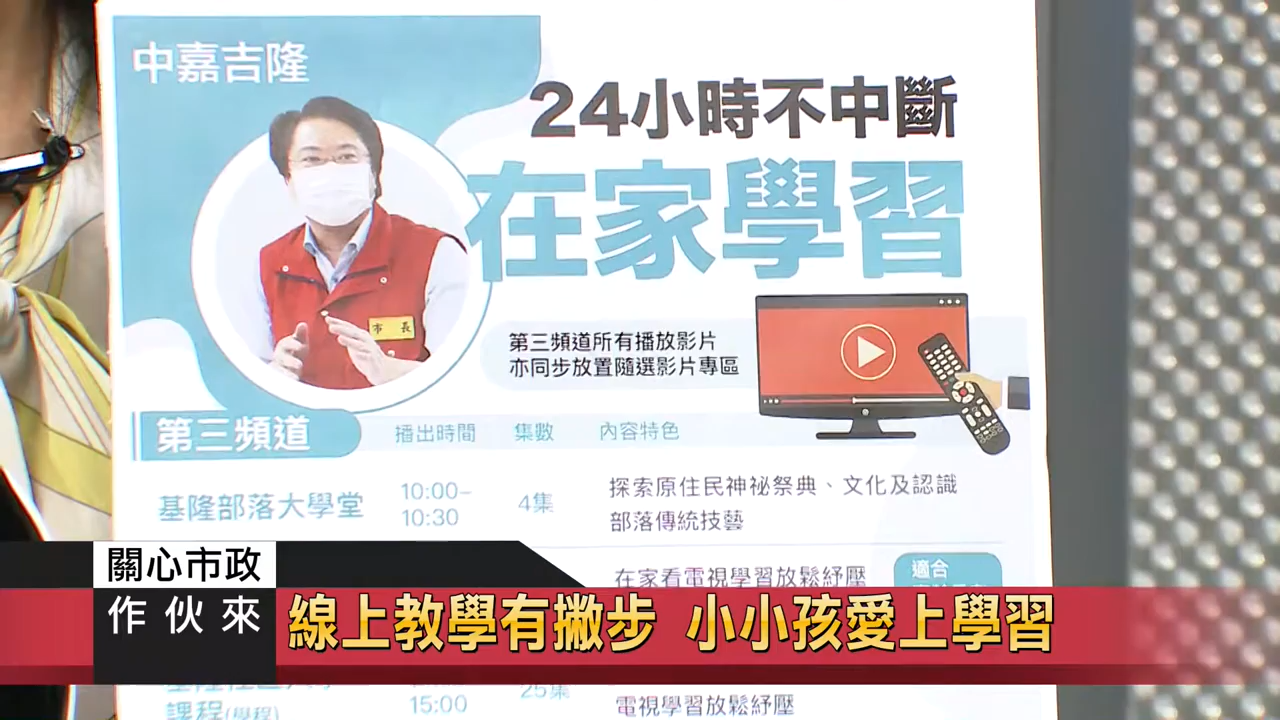 中嘉吉隆
24小時不中斷
在家學習
市長
第三頻道所有播放影片
亦同步放置隨選影片專區
第三頻道 播出時間 集數 內容特色
基隆部落大學堂 10:00-10:30 4集 探索原住民神祕祭典、文化及認識
部落傳統技藝
在家看電視學習放鬆紓壓 適合
關心市政
作伙來
線上教學有撇步 小小孩愛上學習
課程(學程) 15:00 25集 電視學習放鬆紓壓